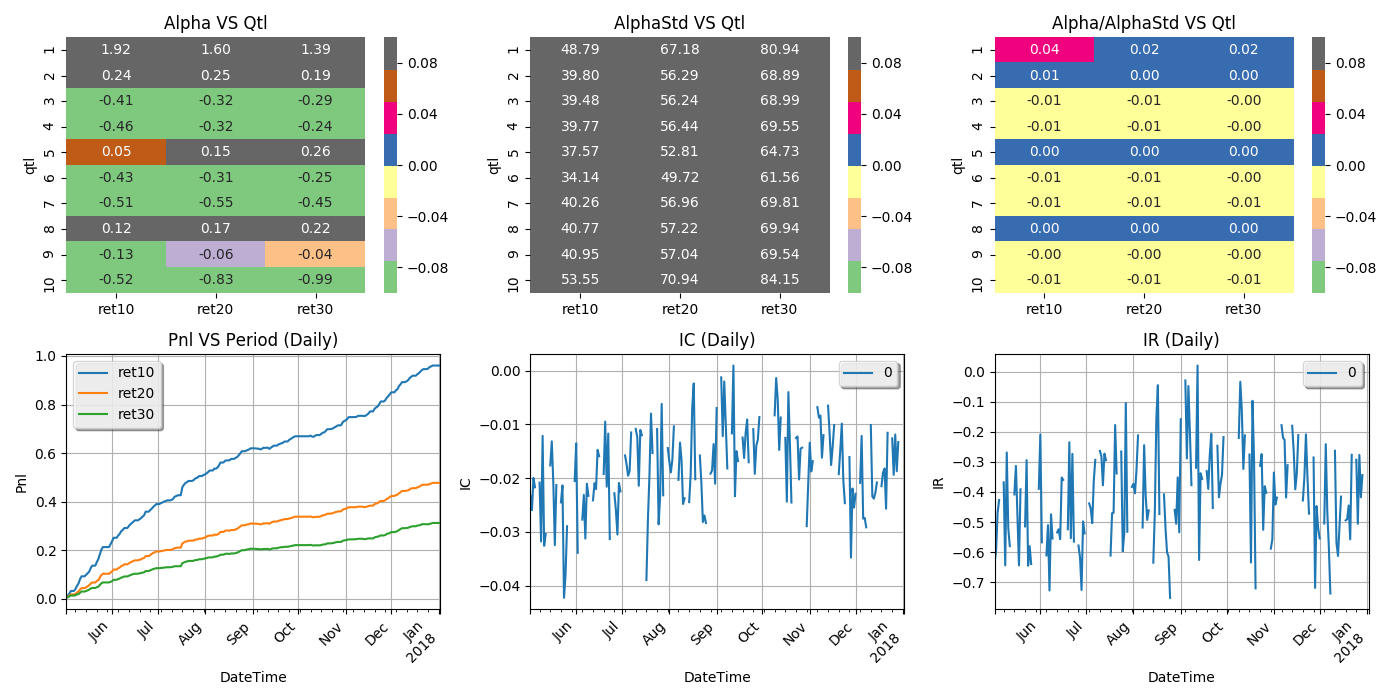 Alpha VS Qtl
qtl
1 1.92 1.60 1.39
2 0.24 0.25 0.19
3 -0.41 -0.32 -0.29
4 -0.46 -0.32 -0.24
5 0.05 0.15 0.26
6 -0.43 -0.31 -0.25
7 -0.51 -0.55 -0.45
8 0.12 0.17 0.22
9 -0.13 -0.06 -0.04
10 -0.52 -0.83 -0.99
ret10 ret20 ret30
0.08
0.04
0.00
−0.04
−0.08
AlphaStd VS Qtl
qtl
1 48.79 67.18 80.94
2 39.80 56.29 68.89
3 39.48 56.24 68.99
4 39.77 56.44 69.55
5 37.57 52.81 64.73
6 34.14 49.72 61.56
7 40.26 56.96 69.81
8 40.77 57.22 69.94
9 40.95 57.04 69.54
10 53.55 70.94 84.15
ret10 ret20 ret30
0.08
0.04
0.00
−0.04
−0.08
Alpha/AlphaStd VS Qtl
qtl
1 0.04 0.02 0.02
2 0.01 0.00 0.00
3 -0.01 -0.01 -0.00
4 -0.01 -0.01 -0.00
5 0.00 0.00 0.00
6 -0.01 -0.01 -0.00
7 -0.01 -0.01 -0.01
8 0.00 0.00 0.00
9 -0.00 -0.00 -0.00
10 -0.01 -0.01 -0.01
ret10 ret20 ret30
0.08
0.04
0.00
−0.04
−0.08
Pnl VS Period (Daily)
ret10
ret20
ret30
Pnl
1.0
0.8
0.6
0.4
0.2
0.0
Jun Jul Aug Sep Oct Nov Dec Jan
2018
DateTime
IC (Daily)
0
IC
0.00
−0.01
−0.02
−0.03
−0.04
Jun Jul Aug Sep Oct Nov Dec Jan
2018
DateTime
IR (Daily)
0
IR
0.0
−0.1
−0.2
−0.3
−0.4
−0.5
−0.6
−0.7
Jun Jul Aug Sep Oct Nov Dec Jan
2018
DateTime